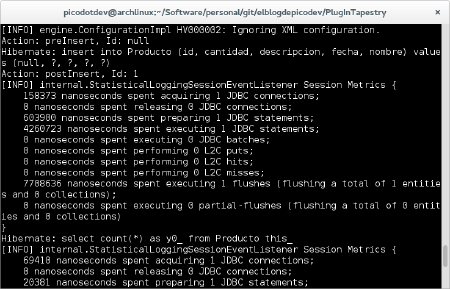 picodotdev@archlinux:~/Software/personal/git/elblogdepicodev/PlugInTapestry
[INFO] engine.ConfigurationImpl HV000002: Ignoring XML configuration.
Action: preInsert, Id: null
Hibernate: insert into Producto (id, cantidad, descripcion, fecha, nombre) value
s (null, ?, ?, ?, ?)
Action: postInsert, Id: 1
[INFO] internal.StatisticalLoggingSessionEventListener Session Metrics {
158373 nanoseconds spent acquiring 1 JDBC connections;
0 nanoseconds spent releasing 0 JDBC connections;
603900 nanoseconds spent preparing 1 JDBC statements;
4260723 nanoseconds spent executing 1 JDBC statements;
0 nanoseconds spent executing 0 JDBC batches;
0 nanoseconds spent performing 0 L2C puts;
0 nanoseconds spent performing 0 L2C hits;
0 nanoseconds spent performing 0 L2C misses;
7788636 nanoseconds spent executing 1 flushes (flushing a total of 1 entitie
s and 0 collections);
0 nanoseconds spent executing 0 partial-flushes (flushing a total of 0 entit
ies and 0 collections)
}
Hibernate: select count(*) as y0_ from Producto this_
[INFO] internal.StatisticalLoggingSessionEventListener Session Metrics {
69410 nanoseconds spent acquiring 1 JDBC connections;
0 nanoseconds spent releasing 0 JDBC connections;
20381 nanoseconds spent preparing 1 JDBC statements;